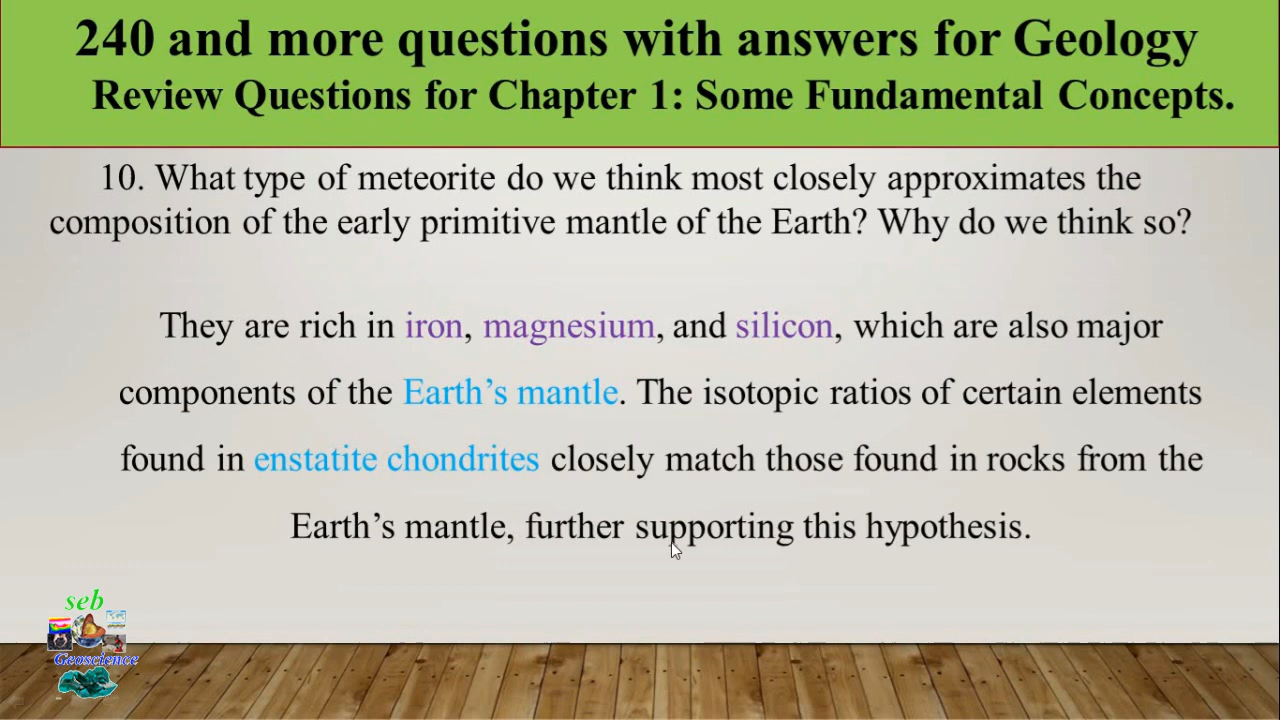 240 and more questions with answers for Geology
Review Questions for Chapter 1: Some Fundamental Concepts.
10. What type of meteorite do we think most closely approximates the
composition of the early primitive mantle of the Earth? Why do we think so?
They are rich in iron, magnesium, and silicon, which are also major
components of the Earth’s mantle. The isotopic ratios of certain elements
found in enstatite chondrites closely match those found in rocks from the
Earth’s mantle, further supporting this hypothesis.
seb
Geoscience